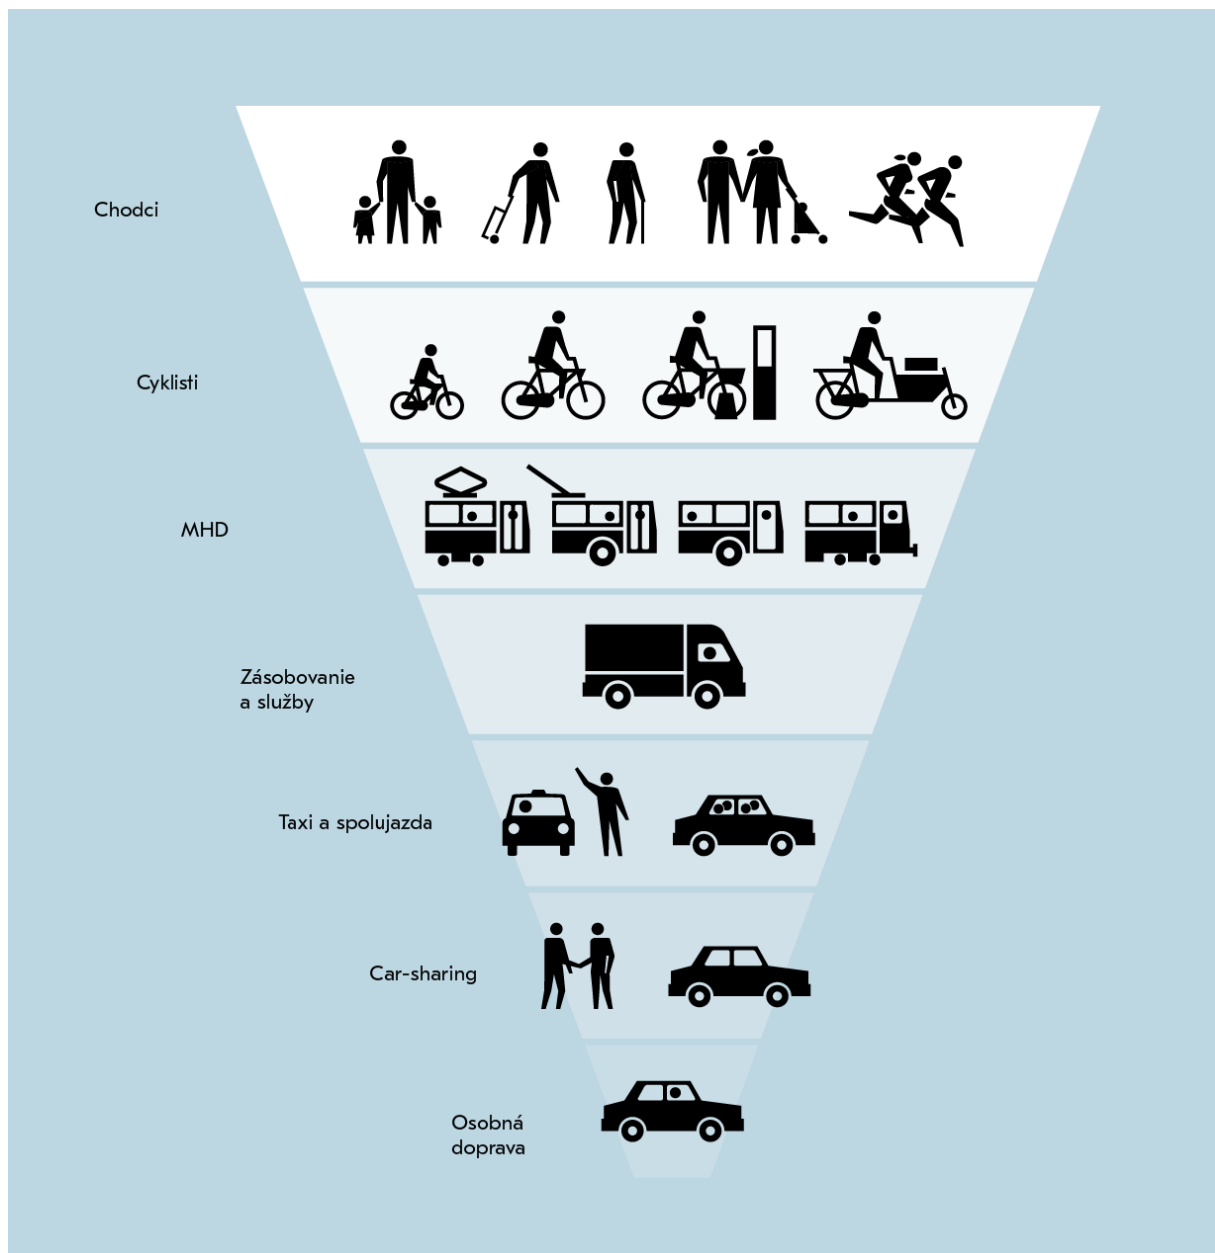 Chodci
Cyklisti
MHD
Zásobovanie
a služby
Taxi a spolujazda
Car-sharing
Osobná
doprava